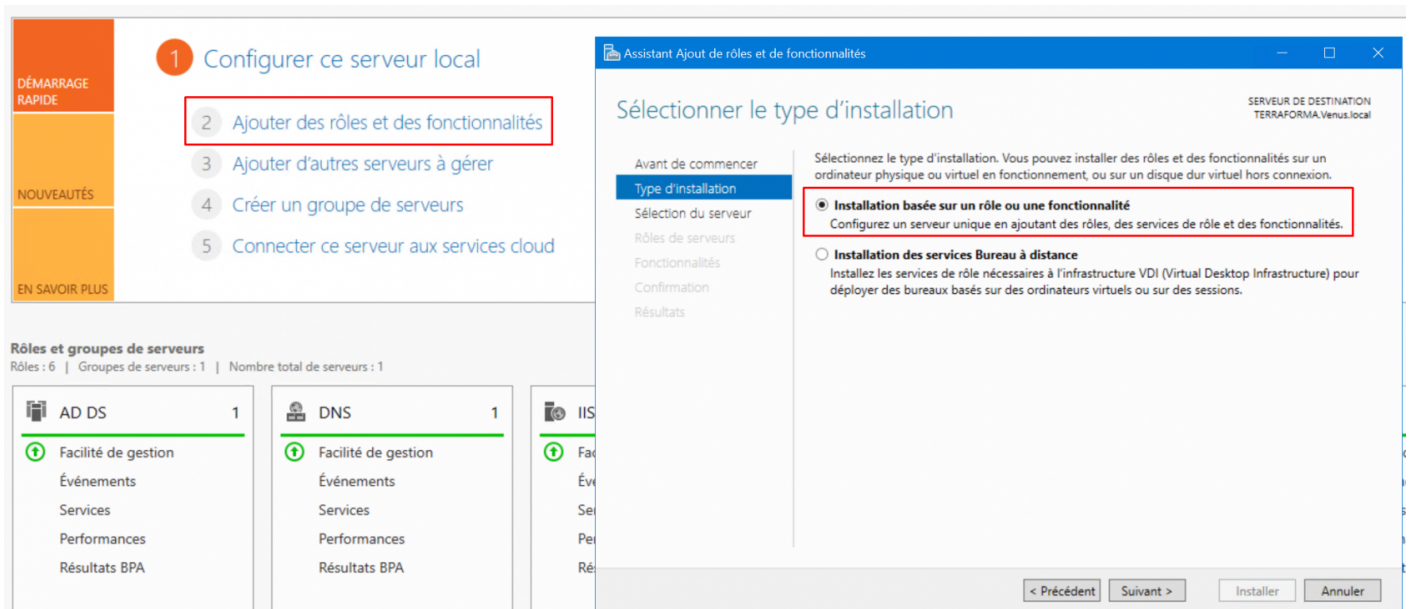 DÉMARRAGE
RAPIDE
NOUVEAUTÉS
EN SAVOIR PLUS
1 Configurer ce serveur local
2 Ajouter des rôles et des fonctionnalités
3 Ajouter d'autres serveurs à gérer
4 Créer un groupe de serveurs
5 Connecter ce serveur aux services cloud
Rôles et groupes de serveurs
Rôles : 6 | Groupes de serveurs : 1 | Nombre total de serveurs : 1
AD DS 1
Facilité de gestion
Événements
Services
Performances
Résultats BPA
DNS 1
Facilité de gestion
Événements
Services
Performances
Résultats BPA
IIS
Assistant Ajout de rôles et de fonctionnalités
Sélectionner le type d'installation
SERVEUR DE DESTINATION
TERRAFORMA.Venus.local
Avant de commencer
Type d'installation
Sélection du serveur
Rôles de serveurs
Fonctionnalités
Confirmation
Résultats
Sélectionnez le type d'installation. Vous pouvez installer des rôles et des fonctionnalités sur un
ordinateur physique ou virtuel en fonctionnement, ou sur un disque dur virtuel hors connexion.
Installation basée sur un rôle ou une fonctionnalité
Configurez un serveur unique en ajoutant des rôles, des services de rôle et des fonctionnalités.
Installation des services Bureau à distance
Installez les services de rôle nécessaires à l'infrastructure VDI (Virtual Desktop Infrastructure) pour
déployer des bureaux basés sur des ordinateurs virtuels ou sur des sessions.
< Précédent Suivant > Installer Annuler